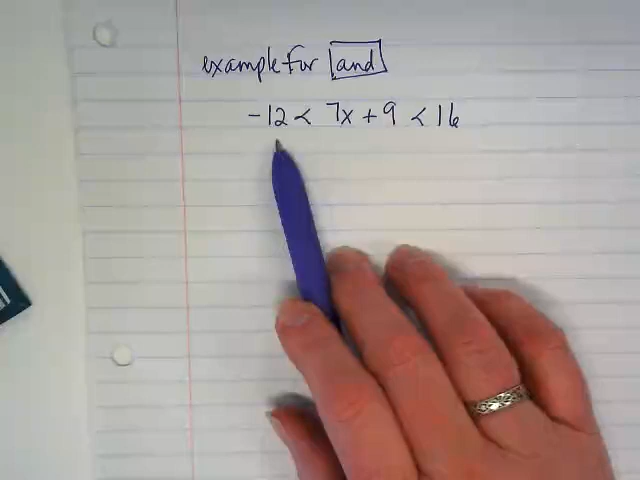 example for and
-12 < 7x + 9 < 16